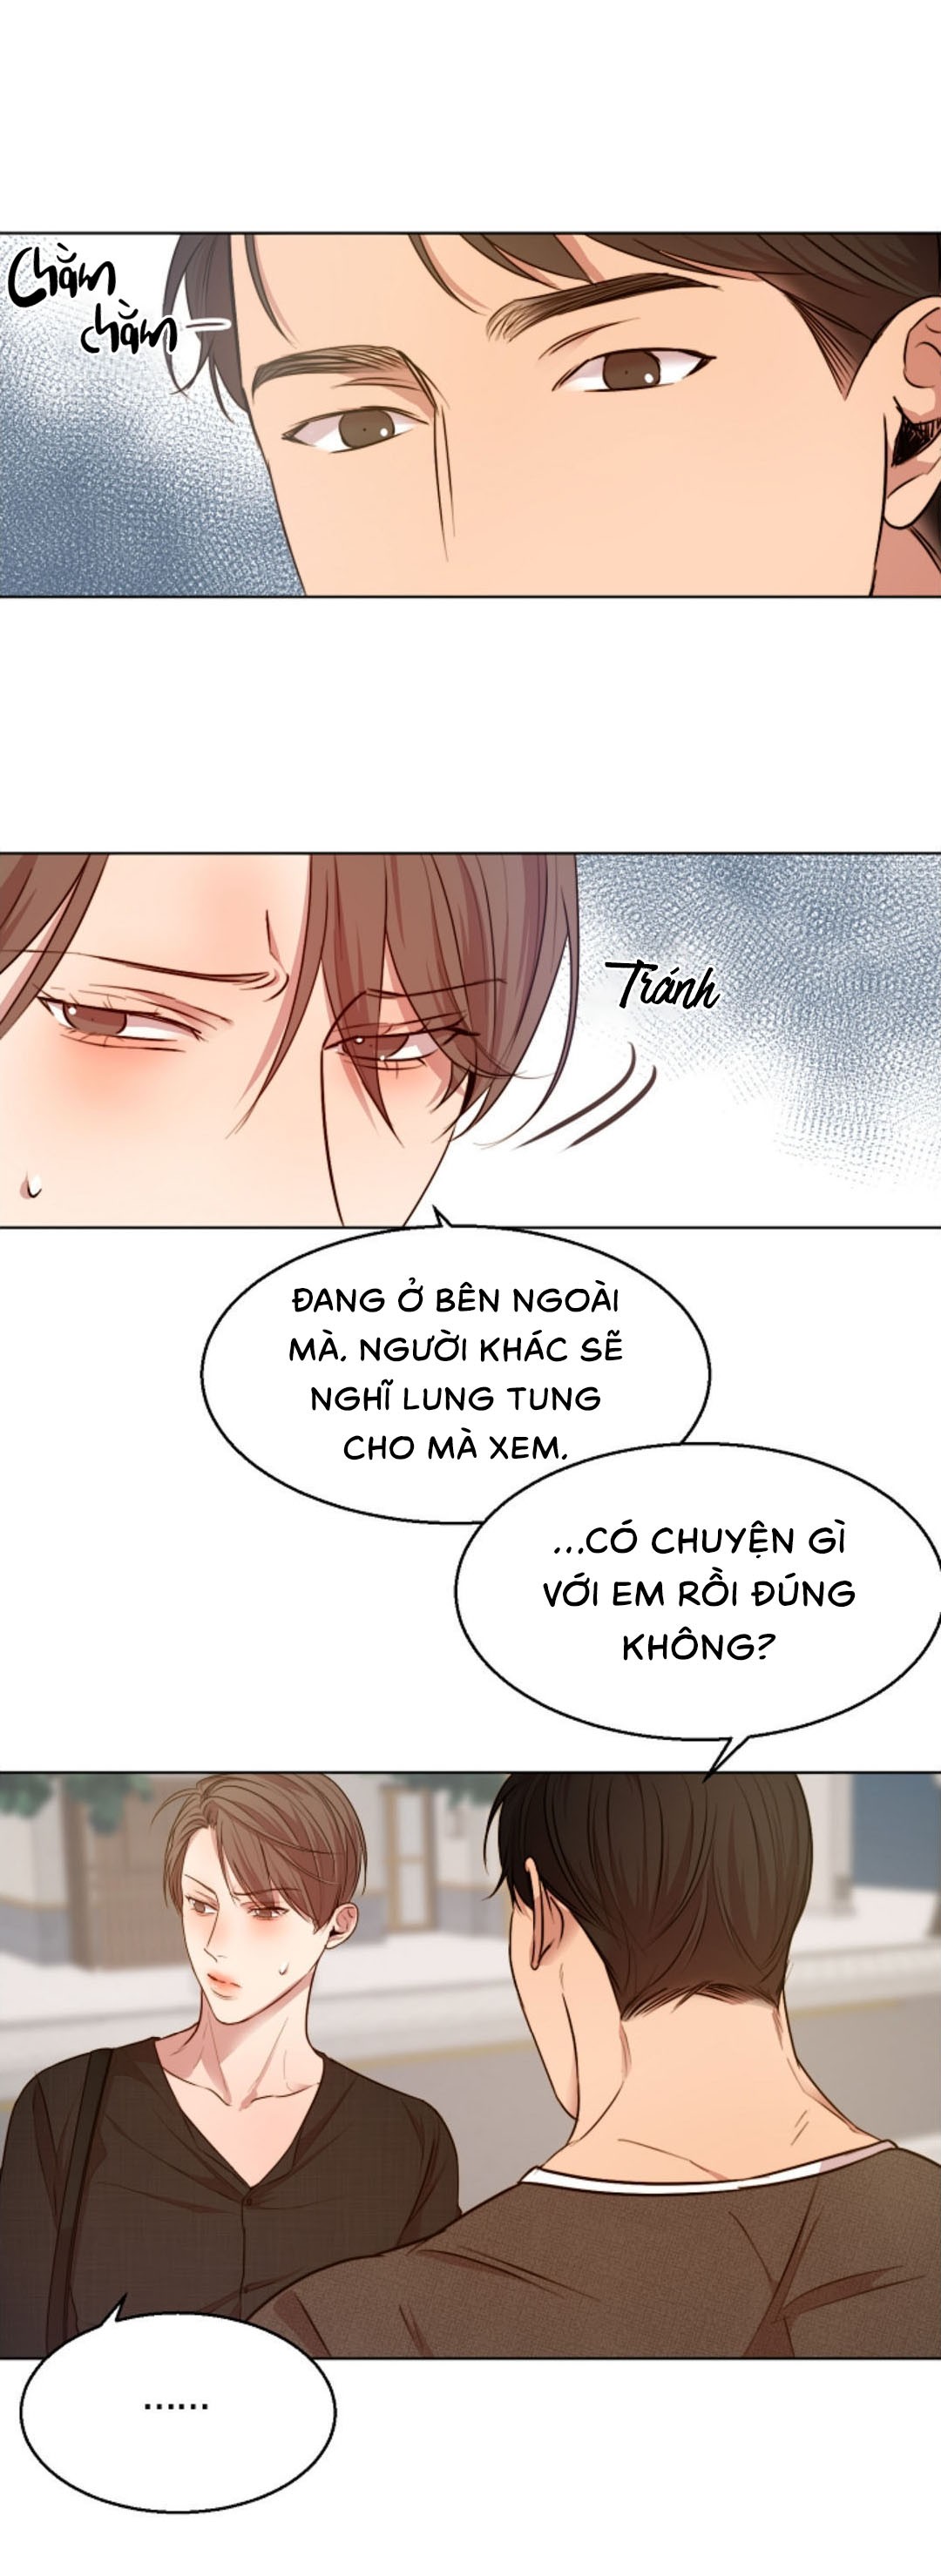 Chằm
chằm
Tránh
ĐANG Ở BÊN NGOÀI
MÀ. NGƯỜI KHÁC SẼ
NGHĨ LUNG TUNG
CHO MÀ XEM.
...CÓ CHUYỆN GÌ
VỚI EM RỒI ĐÚNG
KHÔNG?
......